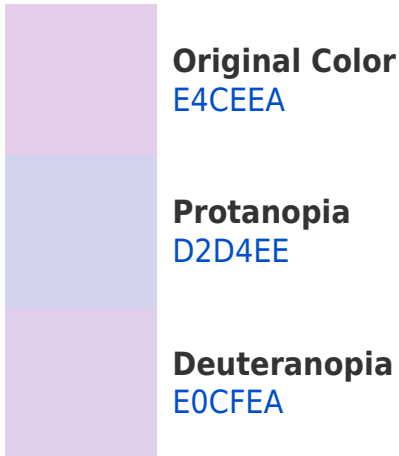 Original Color
E4CEEA
Protanopia
D2D4EE
Deuteranopia
E0CFEA